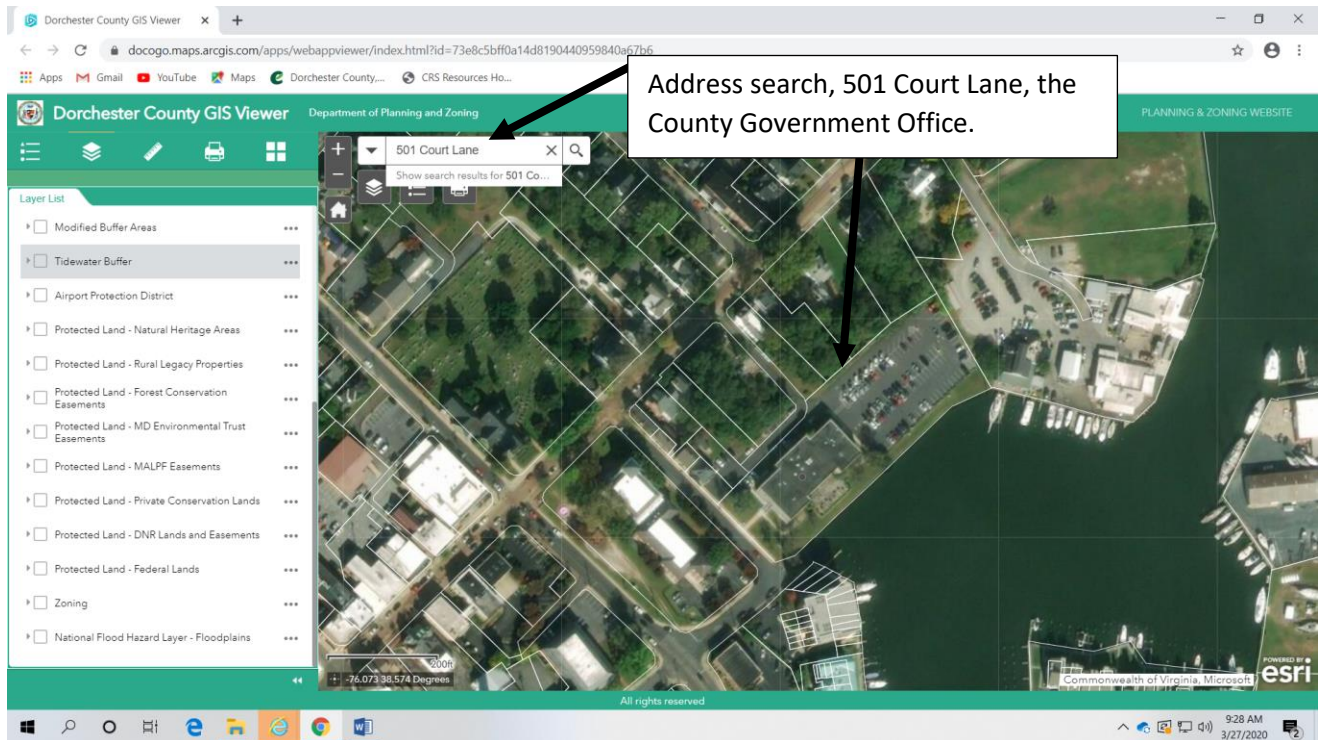 Dorchester County GIS Viewer
docogo.maps.arcgis.com/apps/webappviewer/index.html?id=73e8c5bff0a14d8190440959840a67b6
Apps Gmail YouTube Maps Dorchester County,... CRS Resources Ho...
Address search, 501 Court Lane, the
County Government Office.
Dorchester County GIS Viewer Department of Planning and Zoning PLANNING & ZONING WEBSITE
501 Court Lane
Show search results for 501 Co...
Layer List
Modified Buffer Areas
Tidewater Buffer
Airport Protection District
Protected Land - Natural Heritage Areas
Protected Land - Rural Legacy Properties
Protected Land - Forest Conservation
Easements
Protected Land - MD Environmental Trust
Easements
Protected Land - MALPF Easements
Protected Land - Private Conservation Lands
Protected Land - DNR Lands and Easements
Protected Land - Federal Lands
Zoning
National Flood Hazard Layer - Floodplains
200ft
-76.073 38.574 Degrees
Commonwealth of Virginia, Microsoft
POWERED BY
esri
All rights reserved
9:28 AM
3/27/2020
2